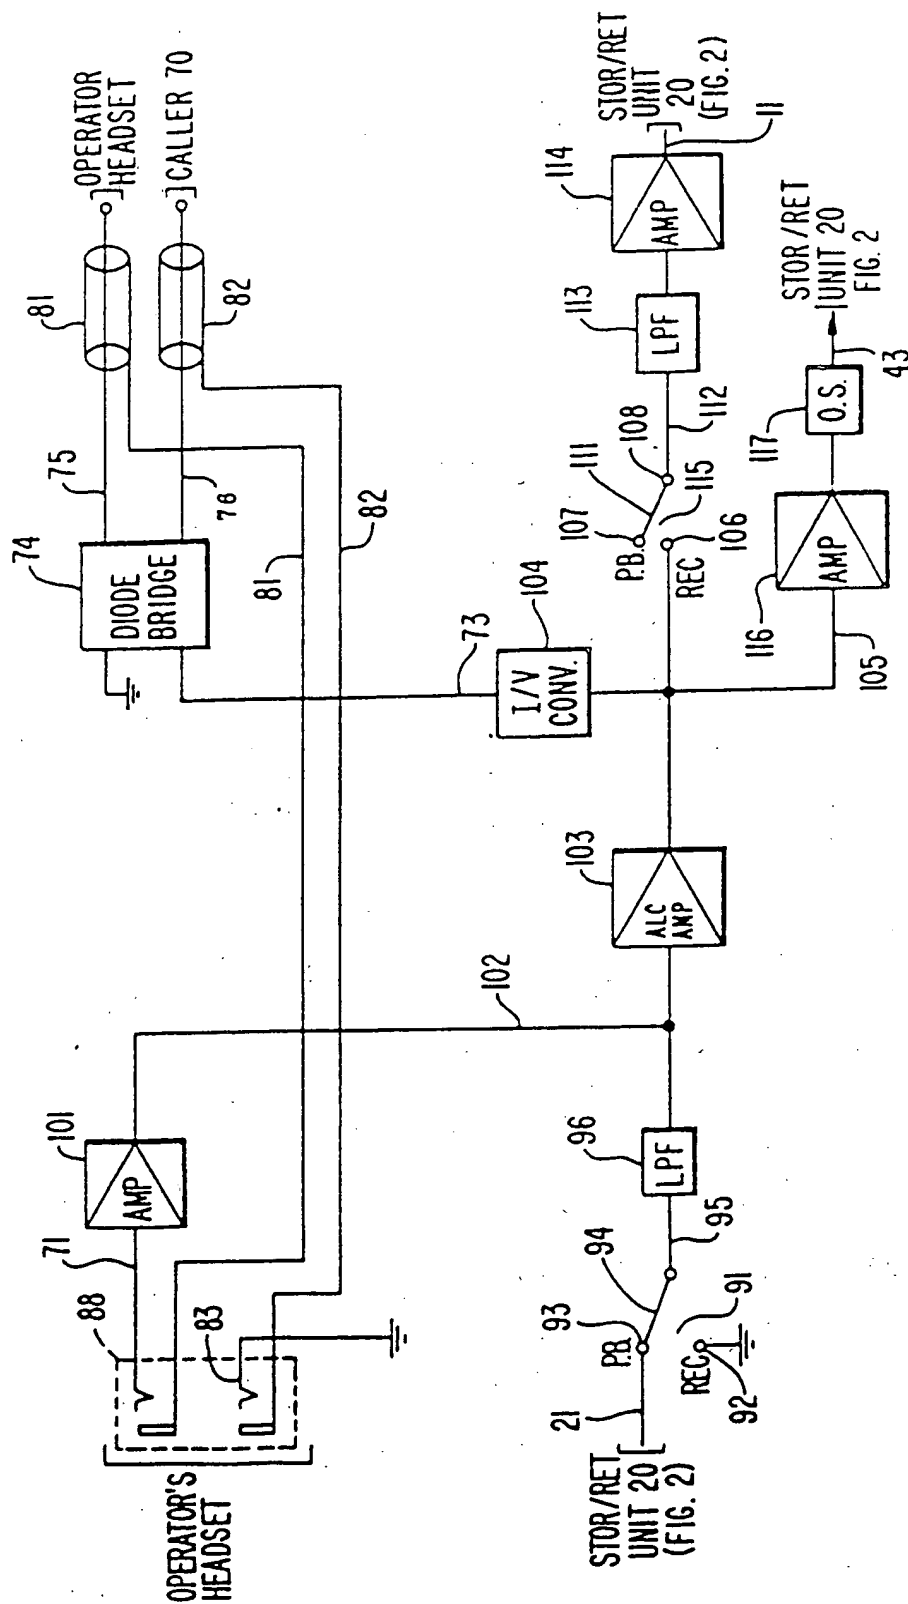 OPERATOR
HEADSET
CALLER 70
81
82
75
76
74
DIODE
BRIDGE
81
82
73
104
I/V
CONV.
STOR/RET
UNIT
20
(FIG. 2)
11
114
AMP
113
LPF
112
108
111
115
107
P.B.
REC
106
STOR/RET
UNIT 20
FIG. 2
43
117
O.S.
116
AMP
105
103
ALC
AMP
102
101
AMP
71
88
83
OPERATOR'S
HEADSET
96
LPF
95
94
93
P.B.
91
REC
92
21
STOR/RET
UNIT 20
(FIG. 2)